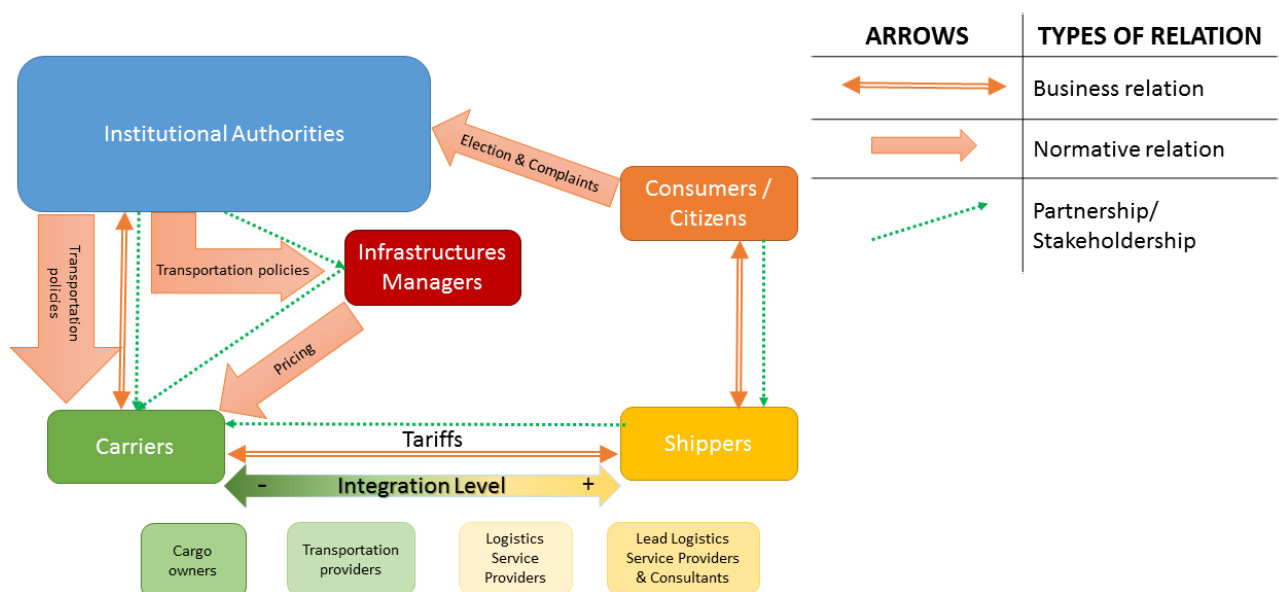 ARROWS
TYPES OF RELATION
Business relation
Normative relation
Partnership/
Stakeholdership
Institutional Authorities
Election & Complaints
Consumers /
Citizens
Transportation
policies
Transportation policies
Infrastructures
Managers
Pricing
Carriers
Tariffs
Shippers
- Integration Level +
Cargo
owners
Transportation
providers
Logistics
Service
Providers
Lead Logistics
Service Providers
& Consultants